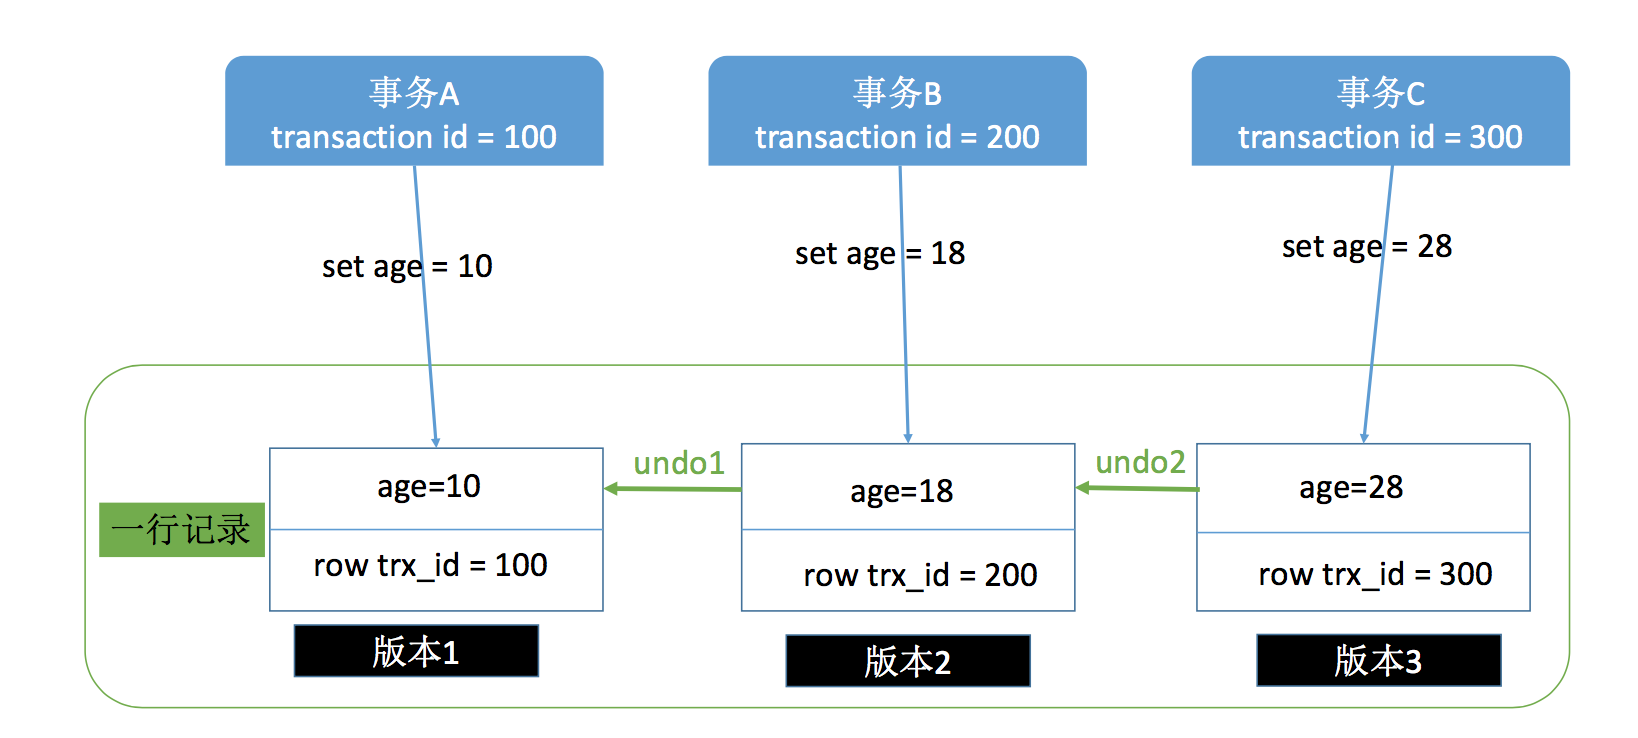 事务A
transaction id = 100
事务B
transaction id = 200
事务C
transaction id = 300
set age = 10
set age = 18
set age = 28
undo1
undo2
age=10
age=18
age=28
一行记录
row trx_id = 100
row trx_id = 200
row trx_id = 300
版本1
版本2
版本3